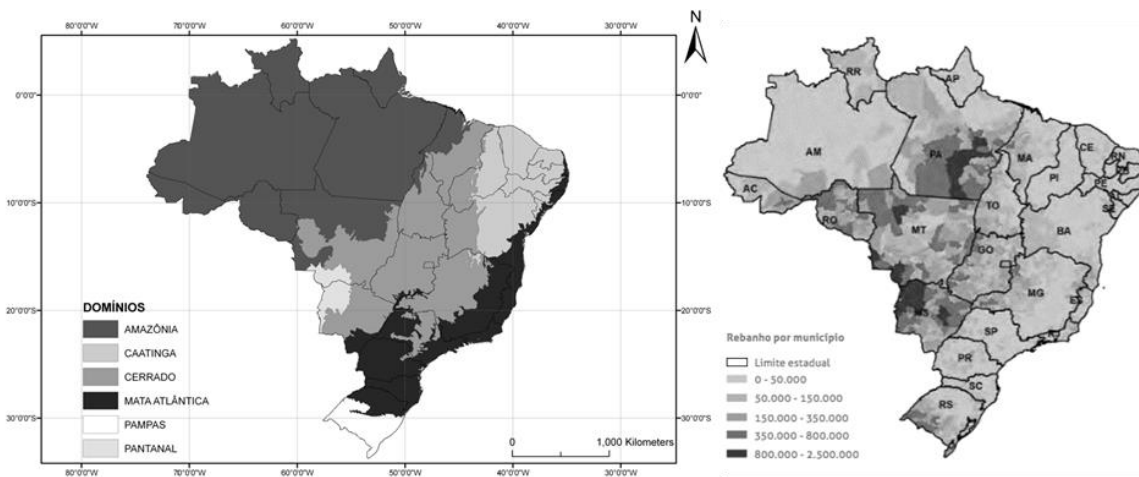 80°0'0"W 70°0'0"W 60°0'0"W 50°0'0"W 40°0'0"W 30°0'0"W
N
0°0'0"
10°0'0"S
20°0'0"S
30°0'0"S
0°0'0"
10°0'0"S
20°0'0"S
30°0'0"S
DOMÍNIOS
AMAZÔNIA
CAATINGA
CERRADO
MATA ATLÂNTICA
PAMPAS
PANTANAL
0 1,000 Kilometers
80°0'0"W 70°0'0"W 60°0'0"W 50°0'0"W 40°0'0"W 30°0'0"W
RR AP
AM PA MA CE RN
PI PE
AC TO SE
RO MT BA
GO
MG ES
MS
SP RJ
PR
SC
RS
Rebanho por município
Limite estadual
0 - 50.000
50.000 - 150.000
150.000 - 350.000
350.000 - 800.000
800.000 - 2.500.000